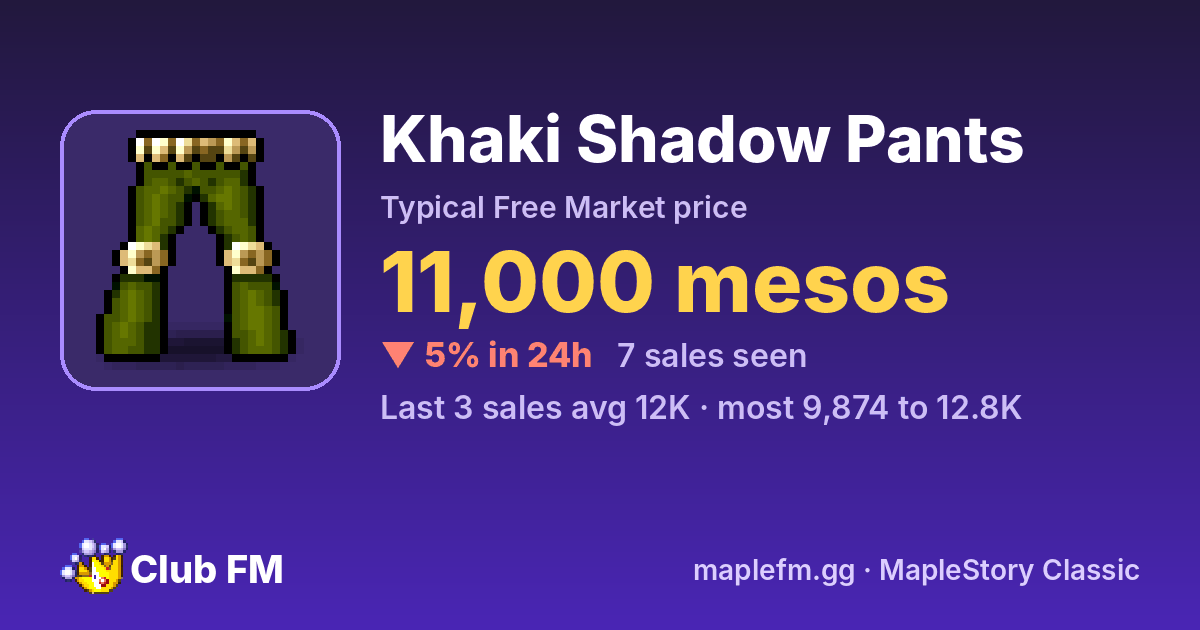 Khaki Shadow Pants
Typical Free Market price
11,000 mesos
▼ 5% in 24h 7 sales seen
Last 3 sales avg 12K · most 9,874 to 12.8K
Club FM
maplefm.gg · MapleStory Classic